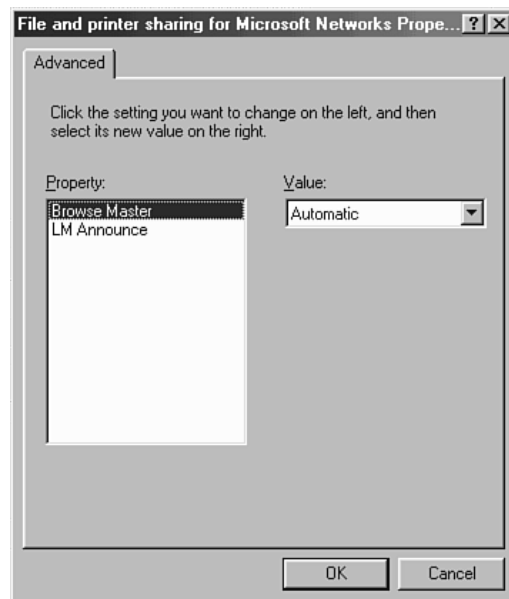 File and printer sharing for Microsoft Networks Prope...
Advanced
Click the setting you want to change on the left, and then
select its new value on the right.
Property:
Value:
Browse Master
Automatic
LM Announce
OK
Cancel